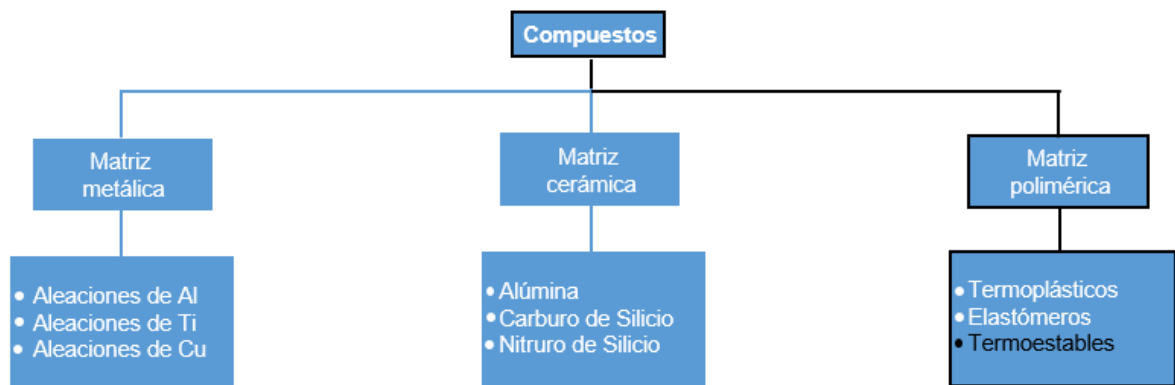 Compuestos
Matriz
metálica
Matriz
cerámica
Matriz
polimérica
• Aleaciones de Al
• Aleaciones de Ti
• Aleaciones de Cu
• Alúmina
• Carburo de Silicio
• Nitruro de Silicio
• Termoplásticos
• Elastómeros
• Termoestables